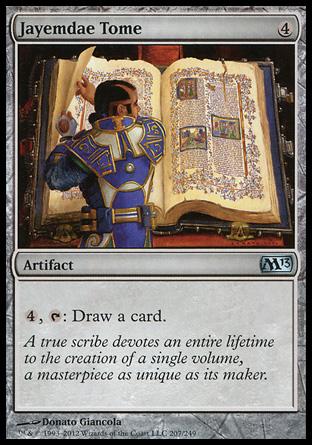 Jayemdae Tome 4
Artifact M13
4, T: Draw a card.
A true scribe devotes an entire lifetime
to the creation of a single volume,
a masterpiece as unique as its maker.
Donato Giancola
™ & © 1993–2012 Wizards of the Coast LLC 207/249